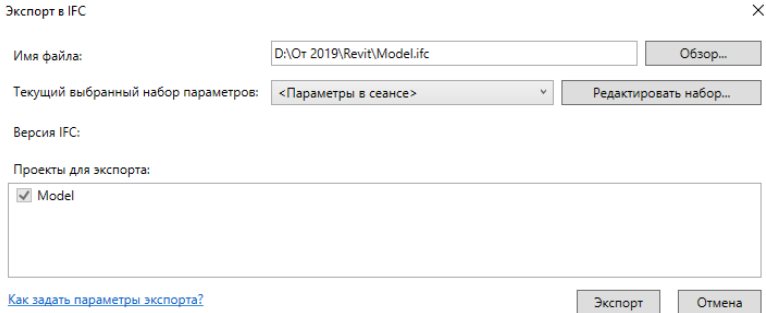 Экспорт в IFC
Имя файла: D:\От 2019\Revit\Model.ifc Обзор...
Текущий выбранный набор параметров: <Параметры в сеансе> Редактировать набор...
Версия IFC:
Проекты для экспорта:
Model
Как задать параметры экспорта? Экспорт Отмена